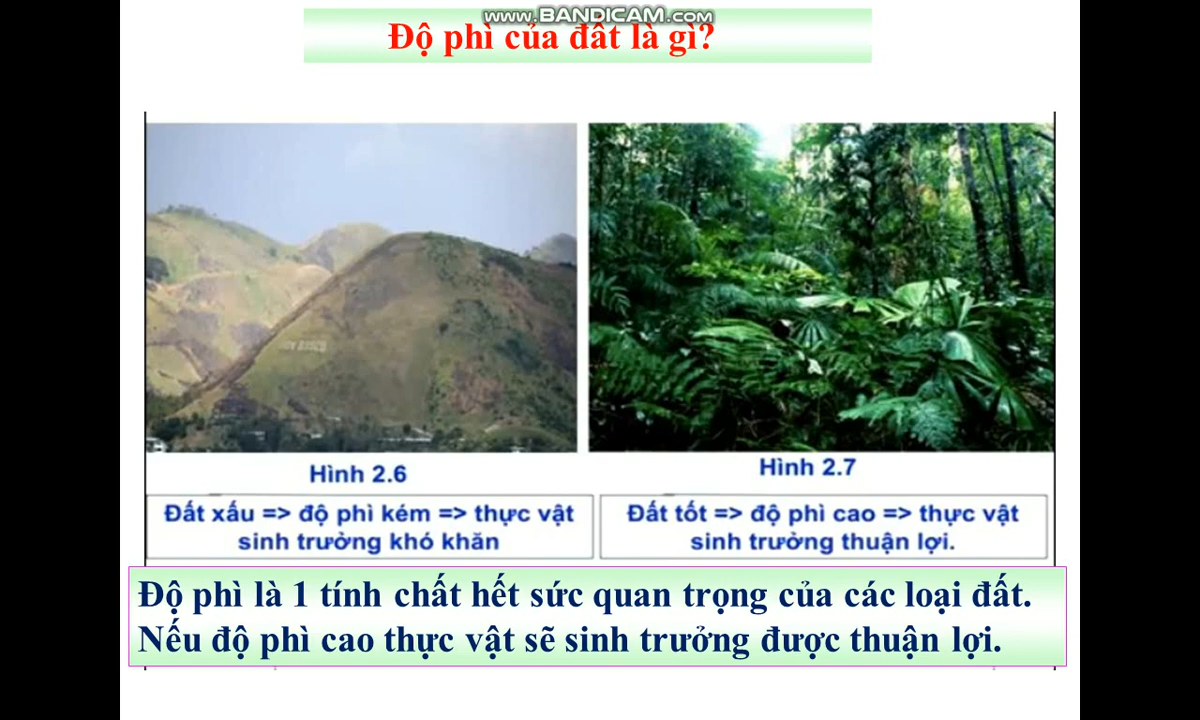 www.BANDICAM.com
Độ phì của đất là gì?
Hình 2.6
Hình 2.7
Đất xấu => độ phì kém => thực vật
sinh trưởng khó khăn
Đất tốt => độ phì cao => thực vật
sinh trưởng thuận lợi.
Độ phì là 1 tính chất hết sức quan trọng của các loại đất.
Nếu độ phì cao thực vật sẽ sinh trưởng được thuận lợi.